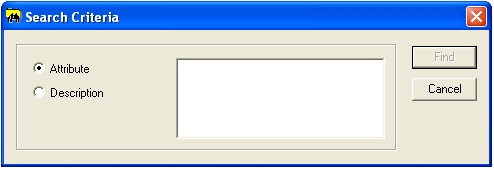 Search Criteria
Attribute
Description
Find
Cancel